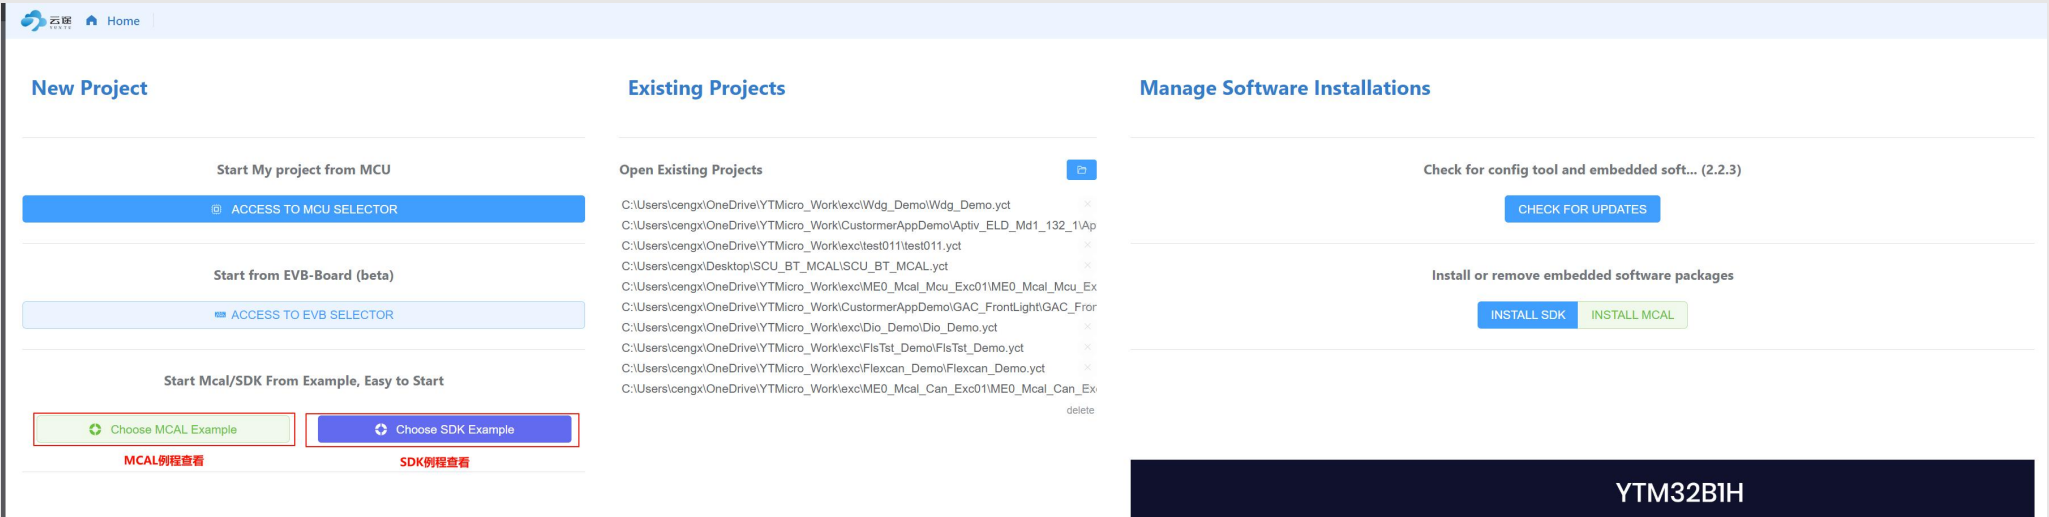 云途
YUNTU
Home
New Project
Start My project from MCU
ACCESS TO MCU SELECTOR
Start from EVB-Board (beta)
ACCESS TO EVB SELECTOR
Start Mcal/SDK From Example, Easy to Start
Choose MCAL Example
Choose SDK Example
MCAL例程查看
SDK例程查看
Existing Projects
Open Existing Projects
C:\Users\cengx\OneDrive\YTMicro_Work\exc\Wdg_Demo\Wdg_Demo.yct
C:\Users\cengx\OneDrive\YTMicro_Work\CustormerAppDemo\Aptiv_ELD_Md1_132_1\Ap
C:\Users\cengx\OneDrive\YTMicro_Work\exc\test011\test011.yct
C:\Users\cengx\Desktop\SCU_BT_MCAL\SCU_BT_MCAL.yct
C:\Users\cengx\OneDrive\YTMicro_Work\exc\ME0_Mcal_Mcu_Exc01\ME0_Mcal_Mcu_Ex
C:\Users\cengx\OneDrive\YTMicro_Work\CustormerAppDemo\GAC_FrontLight\GAC_Fror
C:\Users\cengx\OneDrive\YTMicro_Work\exc\Dio_Demo\Dio_Demo.yct
C:\Users\cengx\OneDrive\YTMicro_Work\exc\FlsTst_Demo\FlsTst_Demo.yct
C:\Users\cengx\OneDrive\YTMicro_Work\exc\Flexcan_Demo\Flexcan_Demo.yct
C:\Users\cengx\OneDrive\YTMicro_Work\exc\ME0_Mcal_Can_Exc01\ME0_Mcal_Can_Ex
delete
Manage Software Installations
Check for config tool and embedded soft... (2.2.3)
CHECK FOR UPDATES
Install or remove embedded software packages
INSTALL SDK
INSTALL MCAL
YTM32B1H